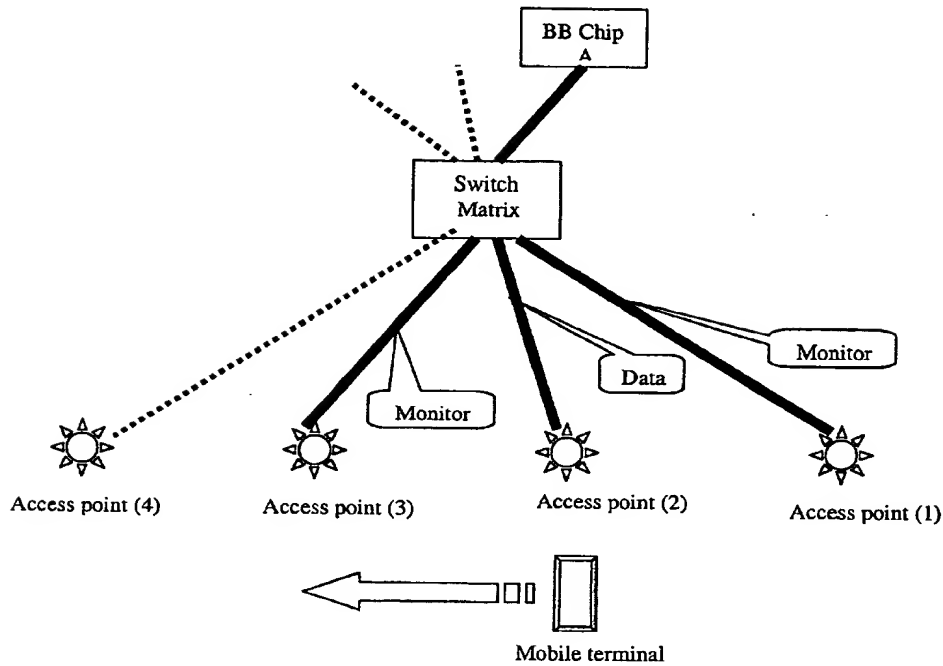 BB Chip
Switch
Matrix
Monitor
Data
Monitor
Access point (4)
Access point (3)
Access point (2)
Access point (1)
Mobile terminal